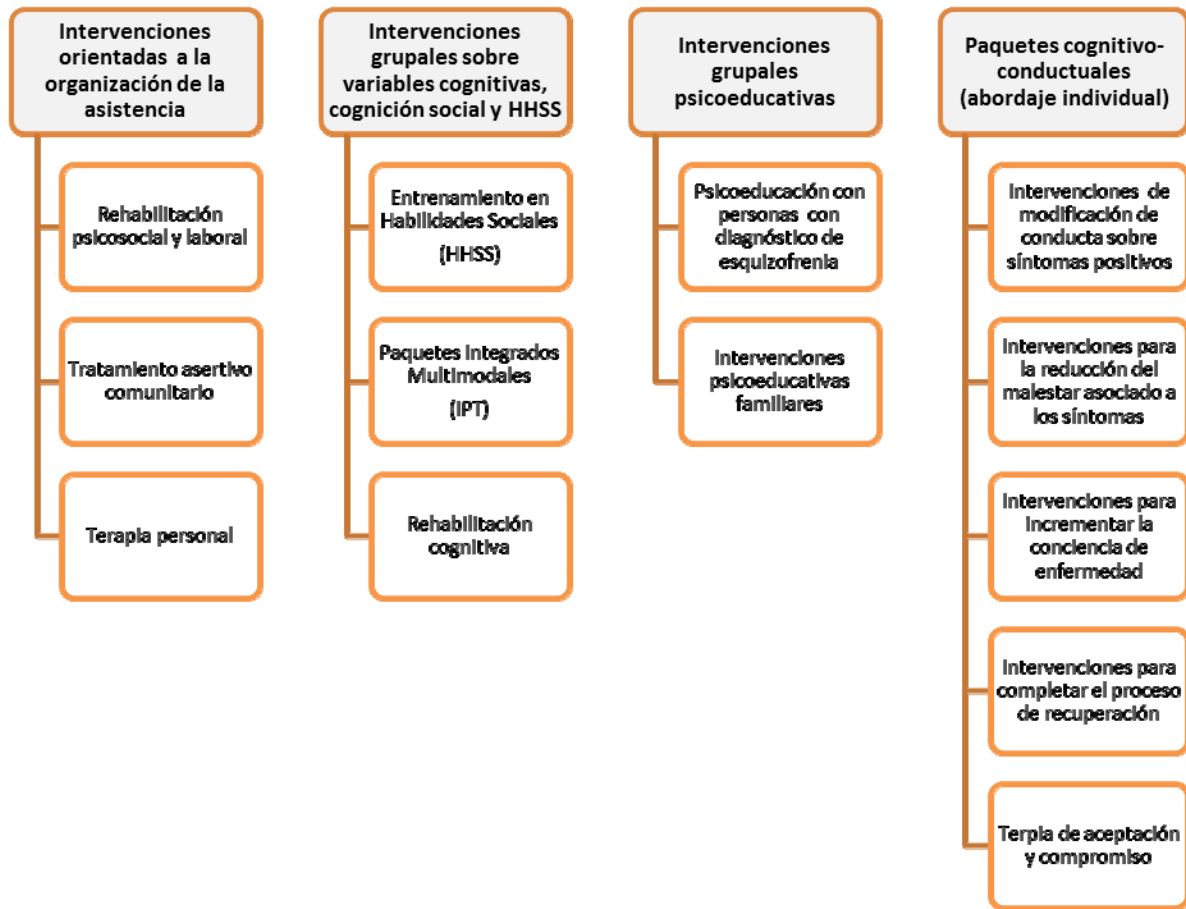 Intervenciones
orientadas a la
organización de la
asistencia
Rehabilitación
psicosocial y laboral
Tratamiento asertivo
comunitario
Terapia personal
Intervenciones
grupales sobre
variables cognitivas,
cognición social y HHSS
Entrenamiento en
Habilidades Sociales
(HHSS)
Paquetes Integrados
Multimodales
(IPT)
Rehabilitación
cognitiva
Intervenciones
grupales
psicoeducativas
Psicoeducación con
personas con
diagnóstico de
esquizofrenia
Intervenciones
psicoeducativas
familiares
Paquetes cognitivo-
conductuales
(abordaje individual)
Intervenciones de
modificación de
conducta sobre
síntomas positivos
Intervenciones para
la reducción del
malestar asociado a
los síntomas
Intervenciones para
incrementar la
conciencia de
enfermedad
Intervenciones para
completar el proceso
de recuperación
Terpia de aceptación
y compromiso